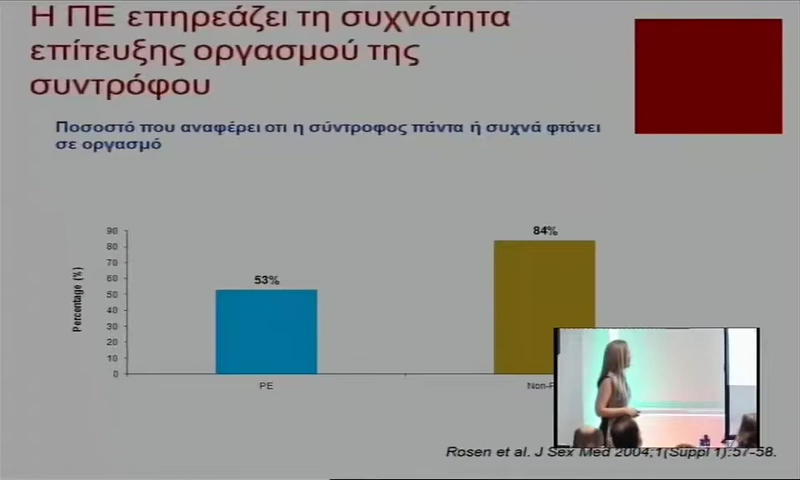 Η ΠΕ επηρεάζει τη συχνότητα
επίτευξης οργασμού της
συντρόφου
Ποσοστό που αναφέρει οτι η σύντροφος πάντα ή συχνά φτάνει
σε οργασμό
Percentage (%)
90
80
70
60
50
40
30
20
10
0
53%
84%
PE
Rosen et al. J Sex Med 2004;1(Suppl 1):57-58.